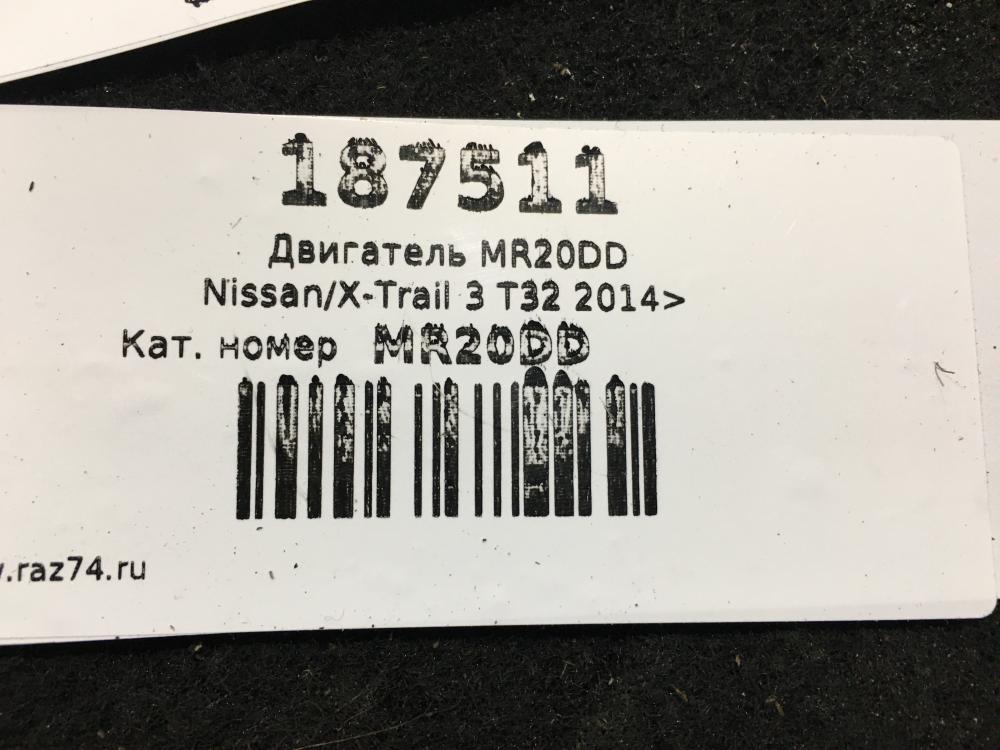 187511
Двигатель MR20DD
Nissan/X-Trail 3 T32 2014>
Кат. номер MR20DD
.raz74.ru